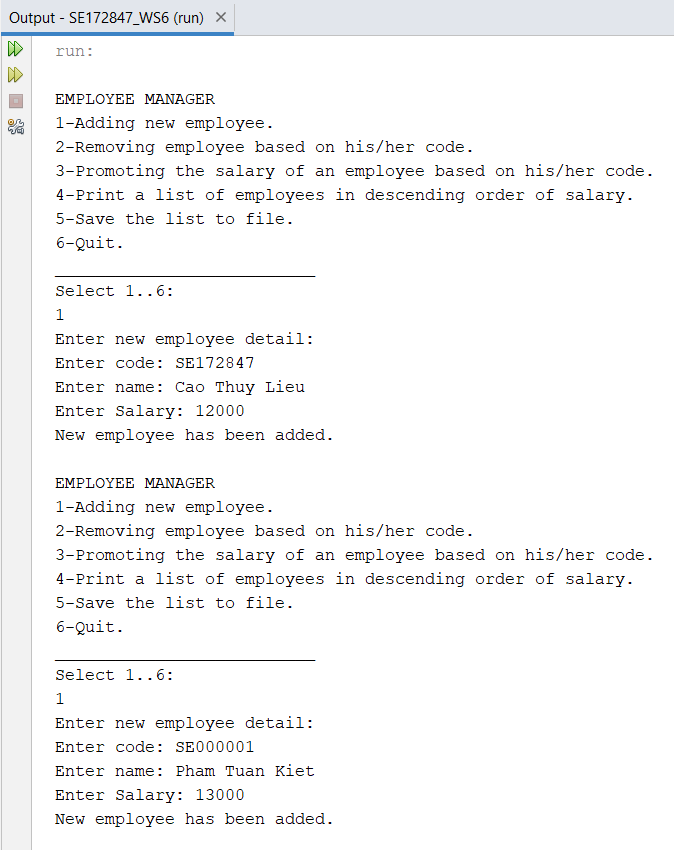 Output - SE172847_WS6 (run)
run:
EMPLOYEE MANAGER
1-Adding new employee.
2-Removing employee based on his/her code.
3-Promoting the salary of an employee based on his/her code.
4-Print a list of employees in descending order of salary.
5-Save the list to file.
6-Quit.
__________________________
Select 1..6:
1
Enter new employee detail:
Enter code: SE172847
Enter name: Cao Thuy Lieu
Enter Salary: 12000
New employee has been added.
EMPLOYEE MANAGER
1-Adding new employee.
2-Removing employee based on his/her code.
3-Promoting the salary of an employee based on his/her code.
4-Print a list of employees in descending order of salary.
5-Save the list to file.
6-Quit.
__________________________
Select 1..6:
1
Enter new employee detail:
Enter code: SE000001
Enter name: Pham Tuan Kiet
Enter Salary: 13000
New employee has been added.